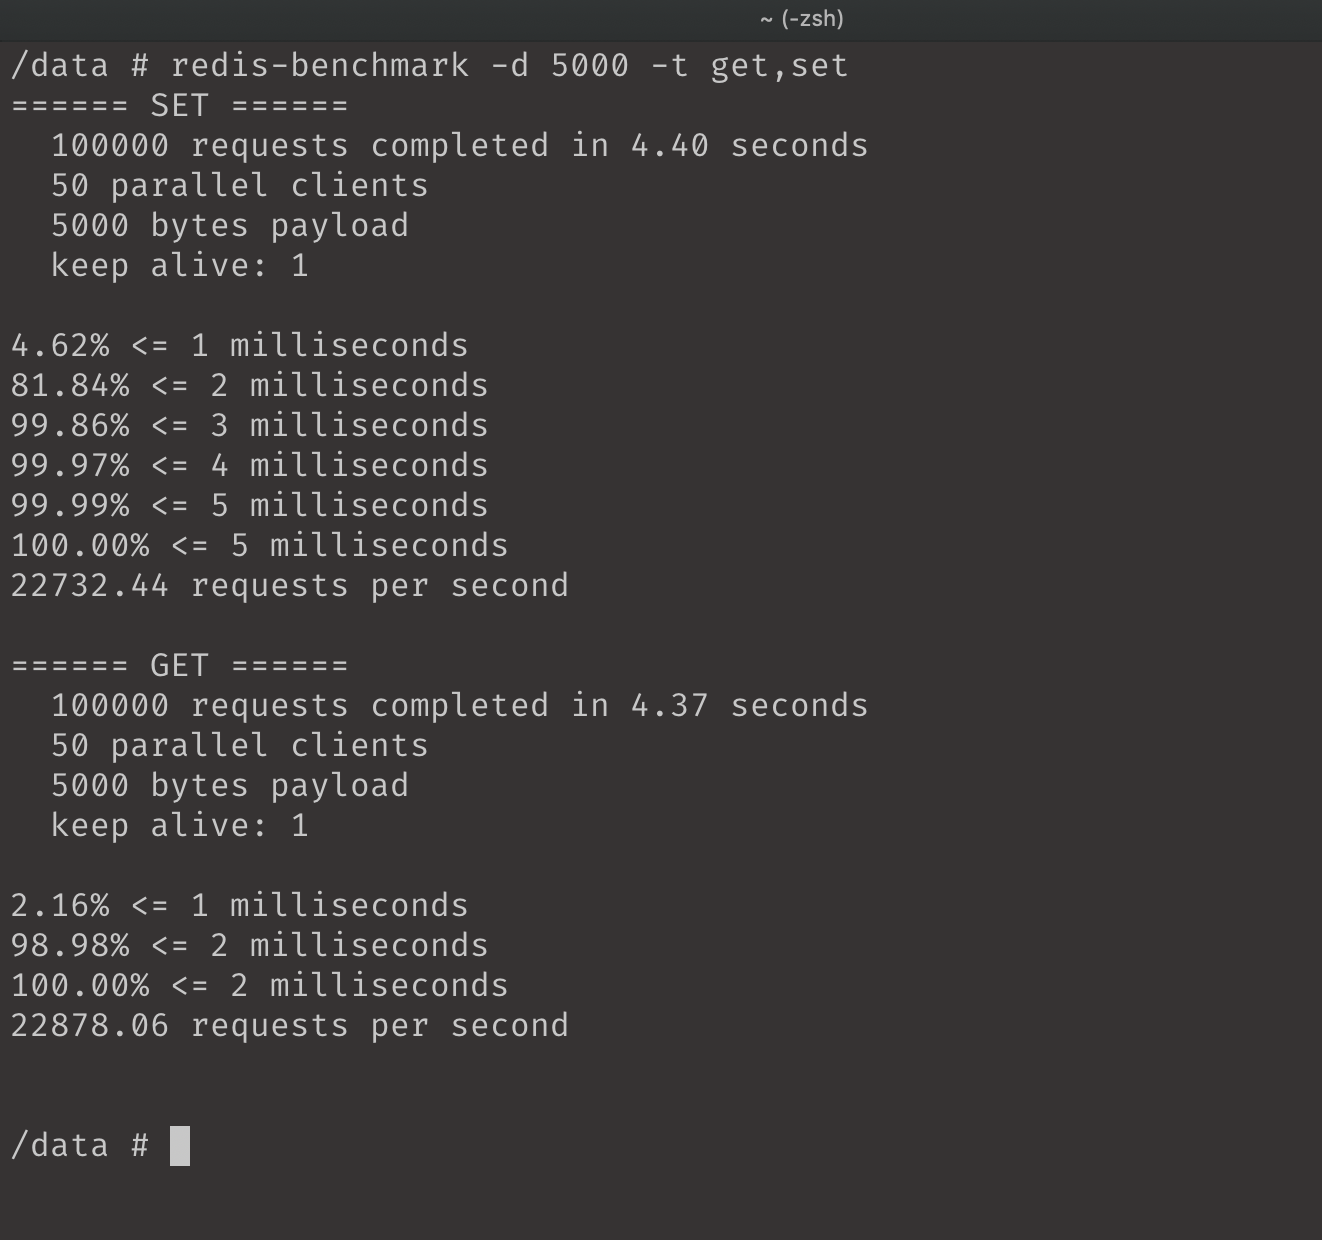 ~ (-zsh)
/data # redis-benchmark -d 5000 -t get,set
====== SET ======
  100000 requests completed in 4.40 seconds
  50 parallel clients
  5000 bytes payload
  keep alive: 1

4.62% <= 1 milliseconds
81.84% <= 2 milliseconds
99.86% <= 3 milliseconds
99.97% <= 4 milliseconds
99.99% <= 5 milliseconds
100.00% <= 5 milliseconds
22732.44 requests per second

====== GET ======
  100000 requests completed in 4.37 seconds
  50 parallel clients
  5000 bytes payload
  keep alive: 1

2.16% <= 1 milliseconds
98.98% <= 2 milliseconds
100.00% <= 2 milliseconds
22878.06 requests per second

/data #